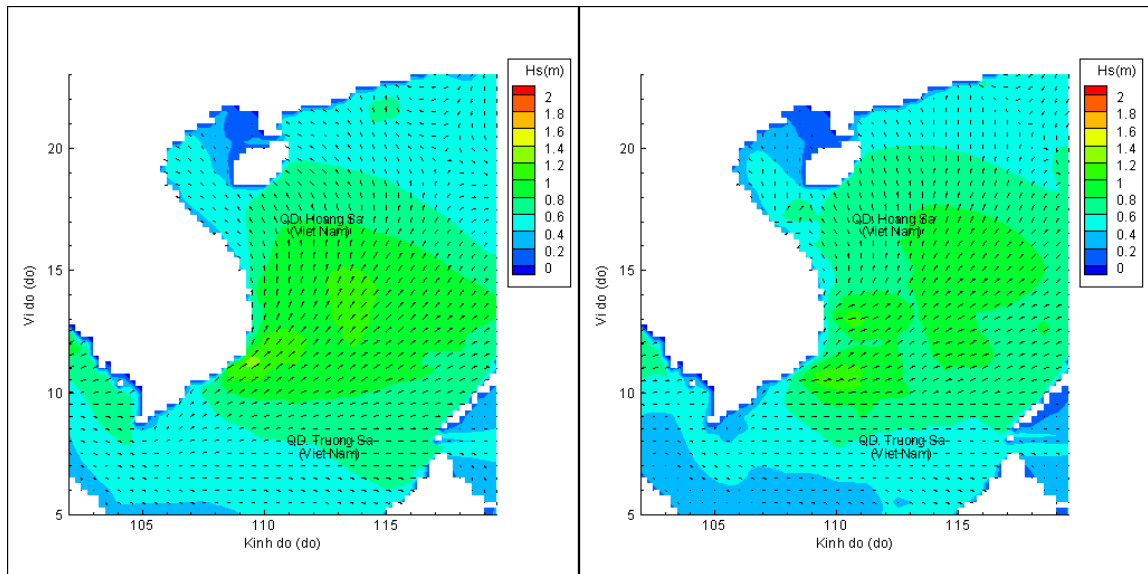 Hs(m)
2
1.8
1.6
1.4
1.2
1
0.8
0.6
0.4
0.2
0
20
15
10
5
Vi do (do)
QD. Hoang Sa
(Viet Nam)
QD. Truong Sa
(Viet Nam)
105
110
115
Kinh do (do)
Hs(m)
2
1.8
1.6
1.4
1.2
1
0.8
0.6
0.4
0.2
0
20
15
10
5
Vi do (do)
QD. Hoang Sa
(Viet Nam)
QD. Truong Sa
(Viet Nam)
105
110
115
Kinh do (do)